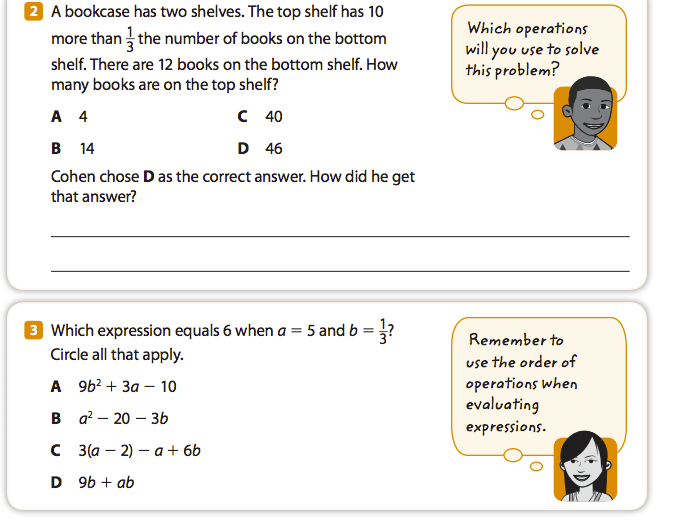 2 A bookcase has two shelves. The top shelf has 10
more than 1/3 the number of books on the bottom
shelf. There are 12 books on the bottom shelf. How
many books are on the top shelf?
A 4 C 40
B 14 D 46
Cohen chose D as the correct answer. How did he get
that answer?
Which operations
will you use to solve
this problem?
3 Which expression equals 6 when a = 5 and b = 1/3?
Circle all that apply.
A 9b² + 3a − 10
B a² − 20 − 3b
C 3(a − 2) − a + 6b
D 9b + ab
Remember to
use the order of
operations when
evaluating
expressions.